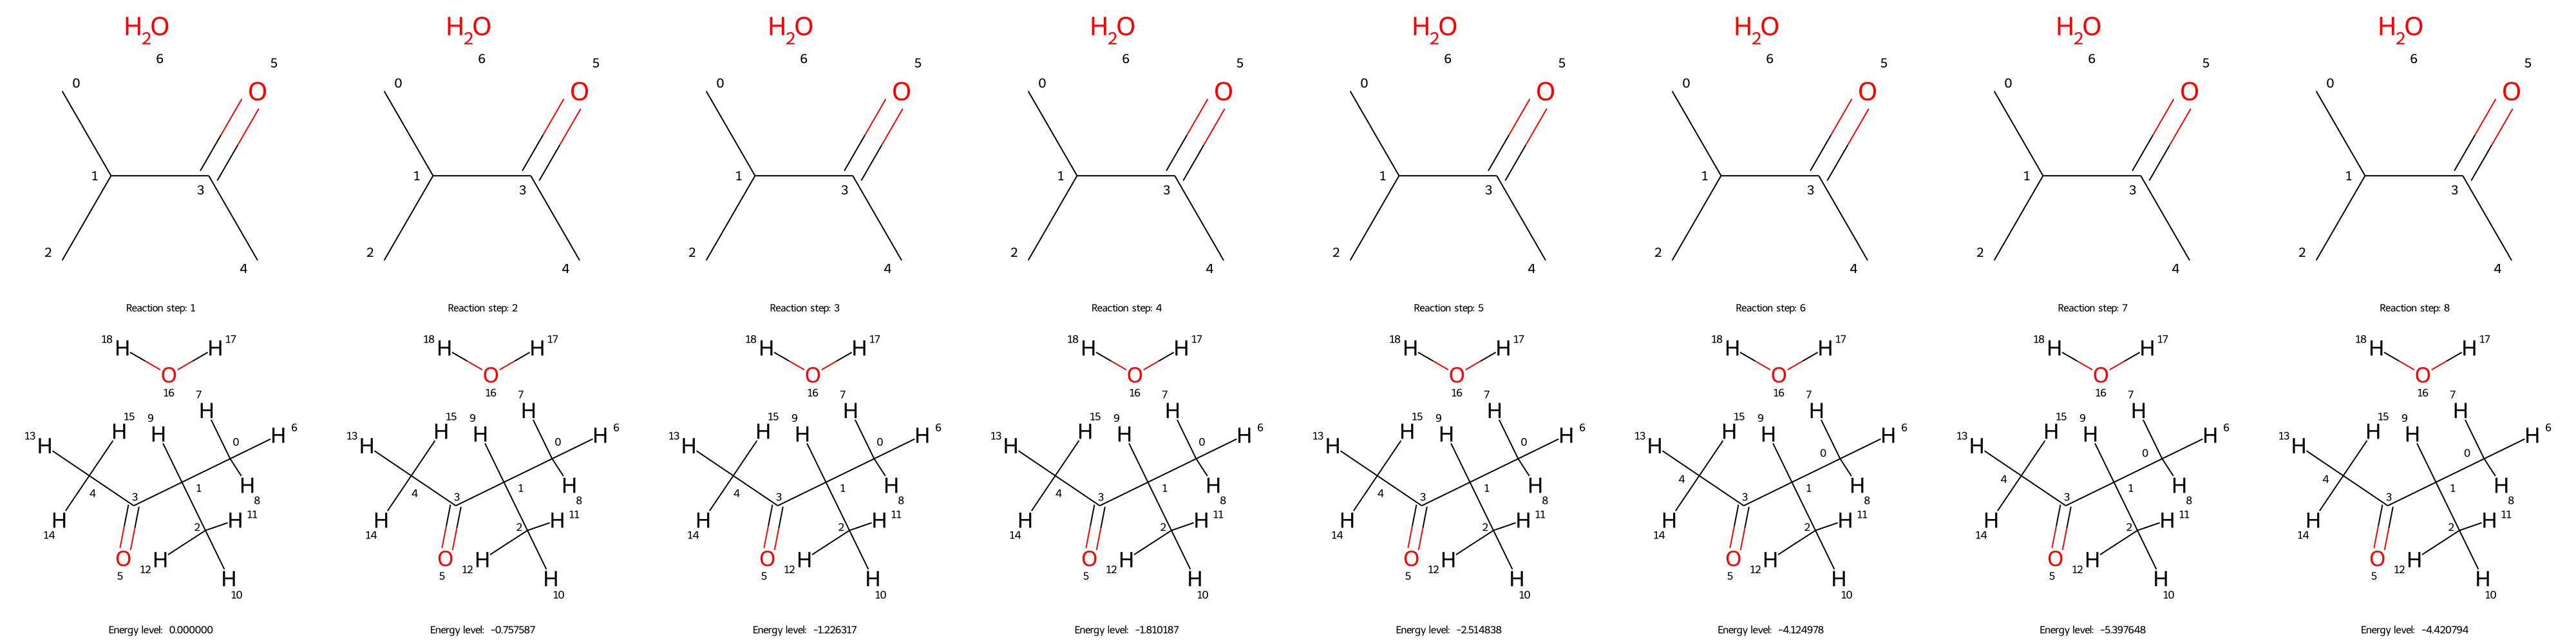 H2O H2O H2O H2O H2O H2O H2O H2O
6 5 6 5 6 5 6 5 6 5 6 5 6 5 6 5
0 0 0 0 0 0 0 0
O O O O O O O O
1 3 1 3 1 3 1 3 1 3 1 3 1 3 1 3
2 4 2 4 2 4 2 4 2 4 2 4 2 4 2 4
Reaction step: 1 Reaction step: 2 Reaction step: 3 Reaction step: 4 Reaction step: 5 Reaction step: 6 Reaction step: 7 Reaction step: 8
18 H H 17 18 H H 17 18 H H 17 18 H H 17 18 H H 17 18 H H 17 18 H H 17 18 H H 17
O O O O O O O O
16 7 16 7 16 7 16 7 16 7 16 7 16 7 16 7
H H H H H H H H
13 H H 15 9 H 0 H 6 13 H H 15 9 H 0 H 6 13 H H 15 9 H 0 H 6 13 H H 15 9 H 0 H 6 13 H H 15 9 H 0 H 6 13 H H 15 9 H 0 H 6 13 H H 15 9 H 0 H 6 13 H H 15 9 H 0 H 6
4 3 1 H 8 4 3 1 H 8 4 3 1 H 8 4 3 1 H 8 4 3 1 H 8 4 3 1 H 8 4 3 1 H 8 4 3 1 H 8
H 14 2 H 11 H 14 2 H 11 H 14 2 H 11 H 14 2 H 11 H 14 2 H 11 H 14 2 H 11 H 14 2 H 11 H 14 2 H 11
O 5 12 H O 5 12 H O 5 12 H O 5 12 H O 5 12 H O 5 12 H O 5 12 H O 5 12 H
H 10 H 10 H 10 H 10 H 10 H 10 H 10 H 10
Energy level: 0.000000 Energy level: -0.757587 Energy level: -1.226317 Energy level: -1.810187 Energy level: -2.514838 Energy level: -4.124978 Energy level: -5.397648 Energy level: -4.420794